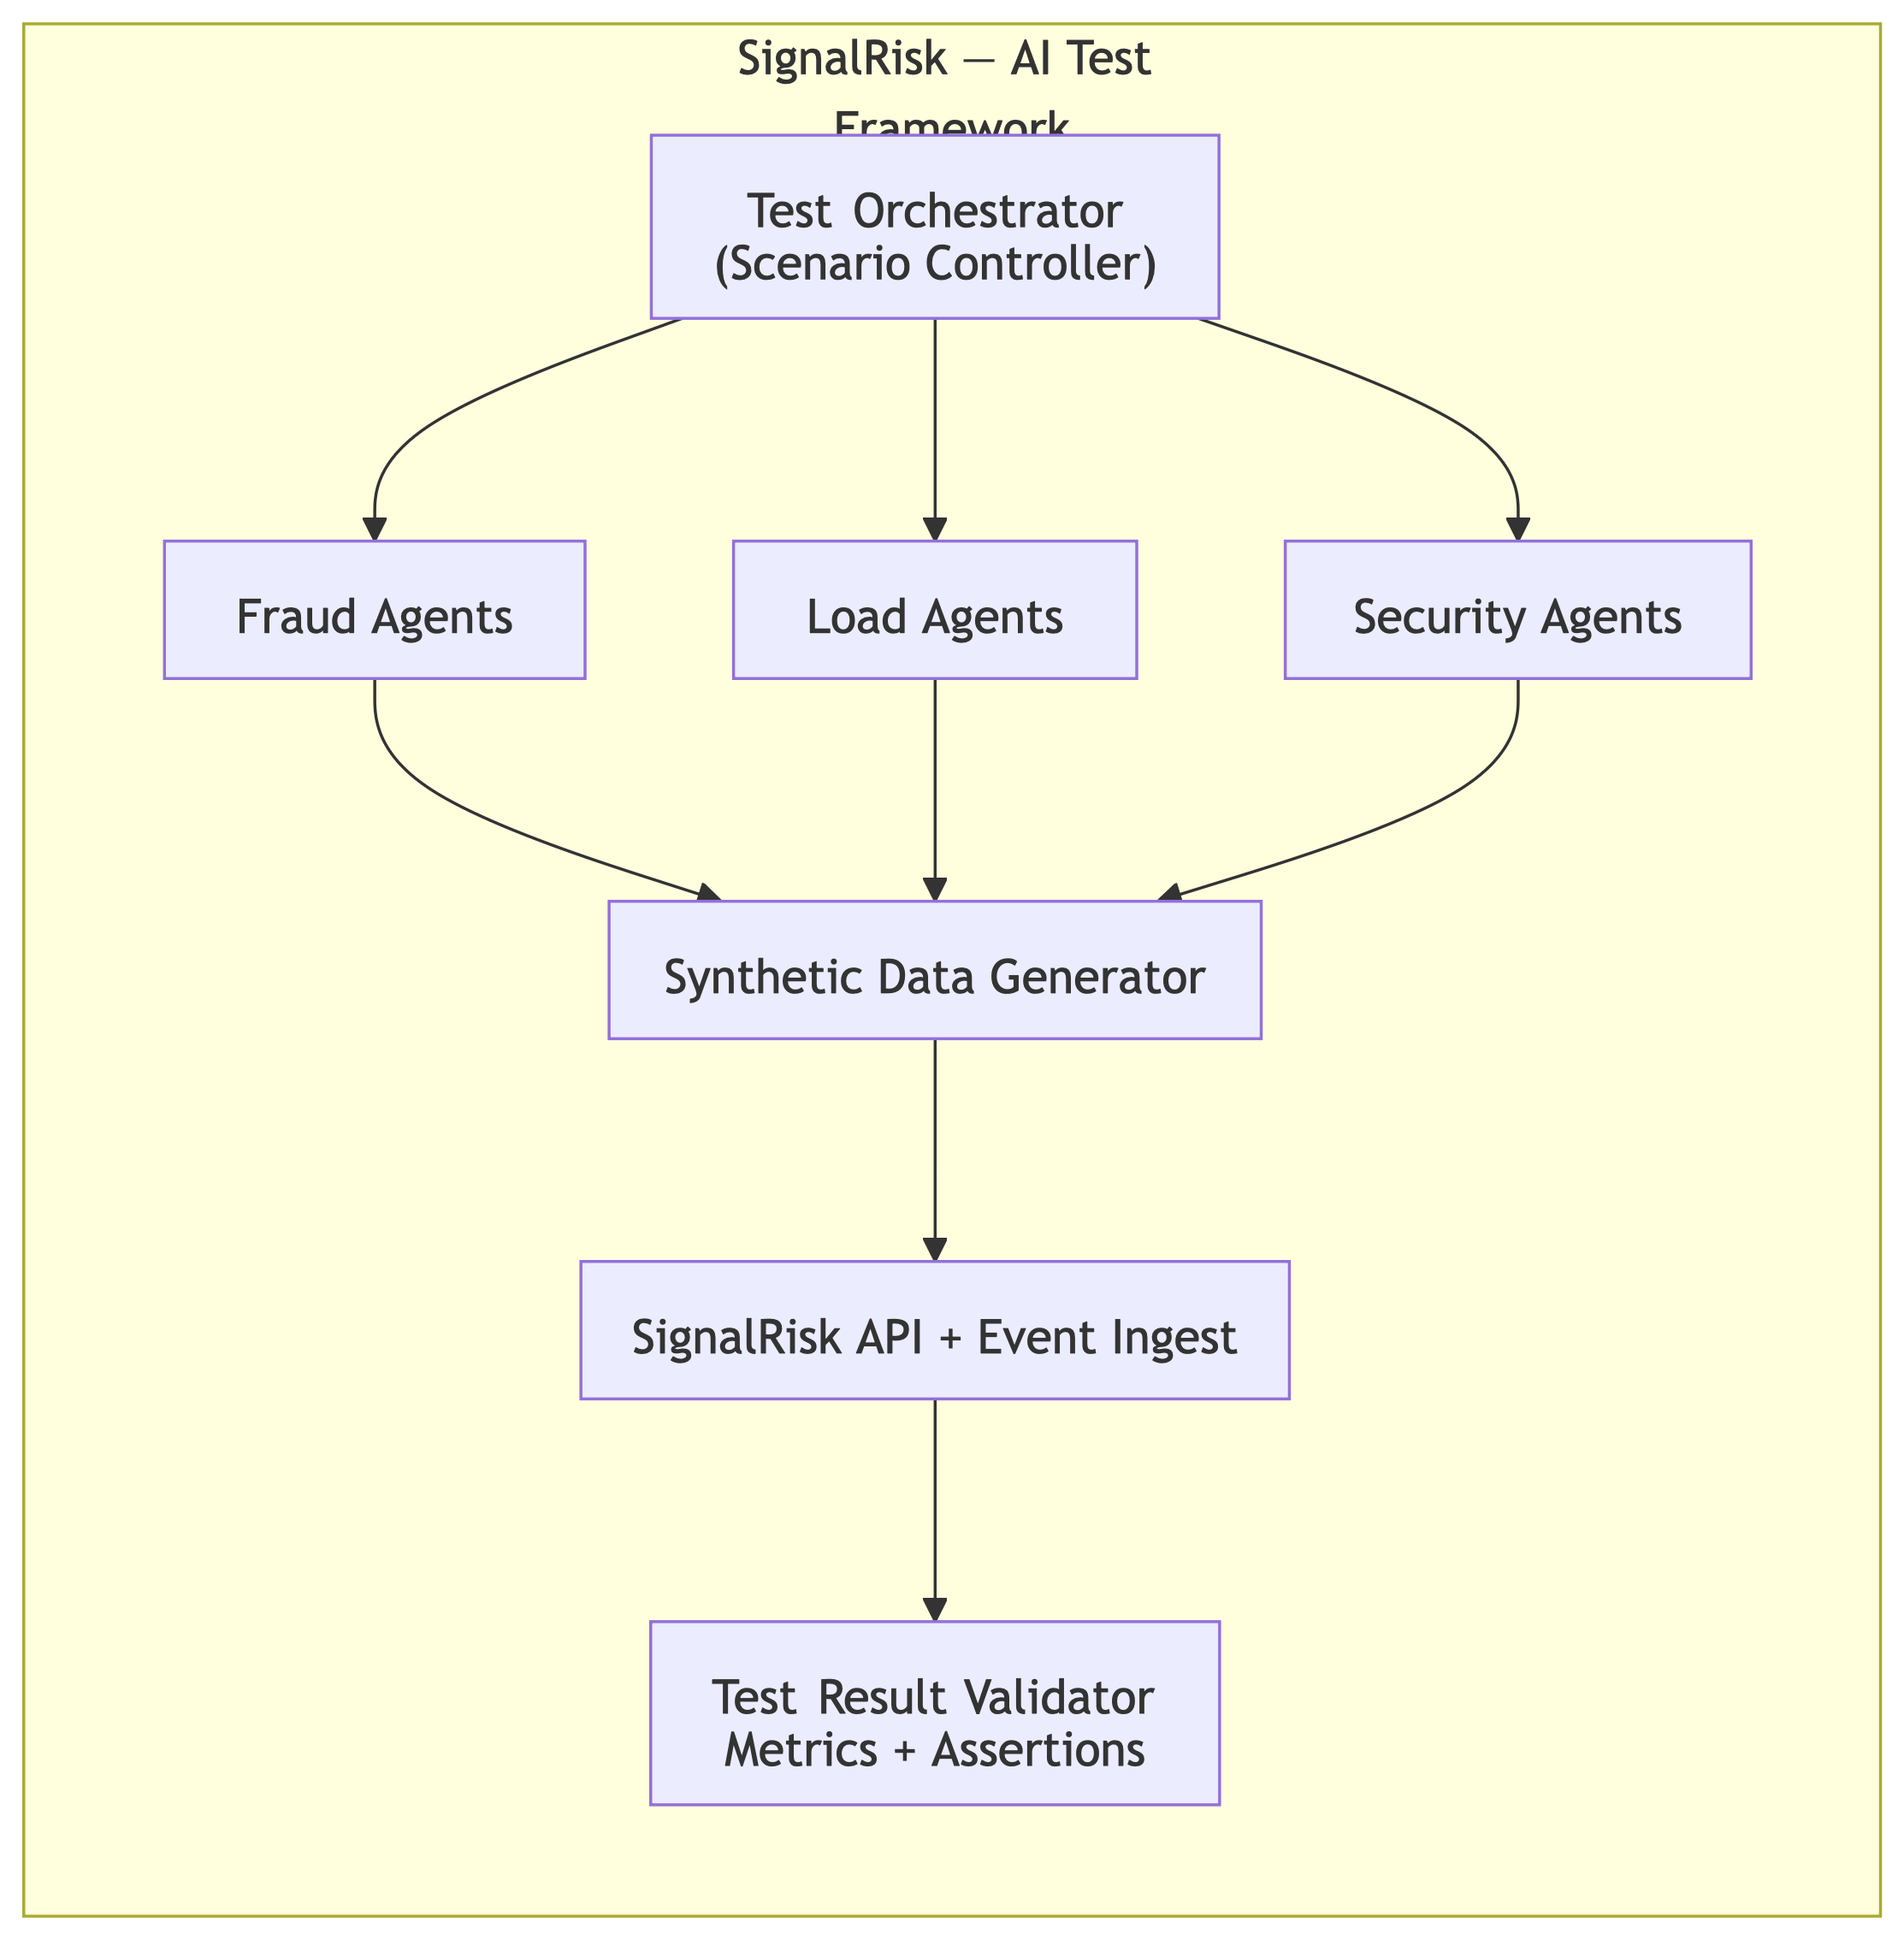 SignalRisk — AI Test
Framework
Test Orchestrator
(Scenario Controller)
Fraud Agents
Load Agents
Security Agents
Synthetic Data Generator
SignalRisk API + Event Ingest
Test Result Validator
Metrics + Assertions